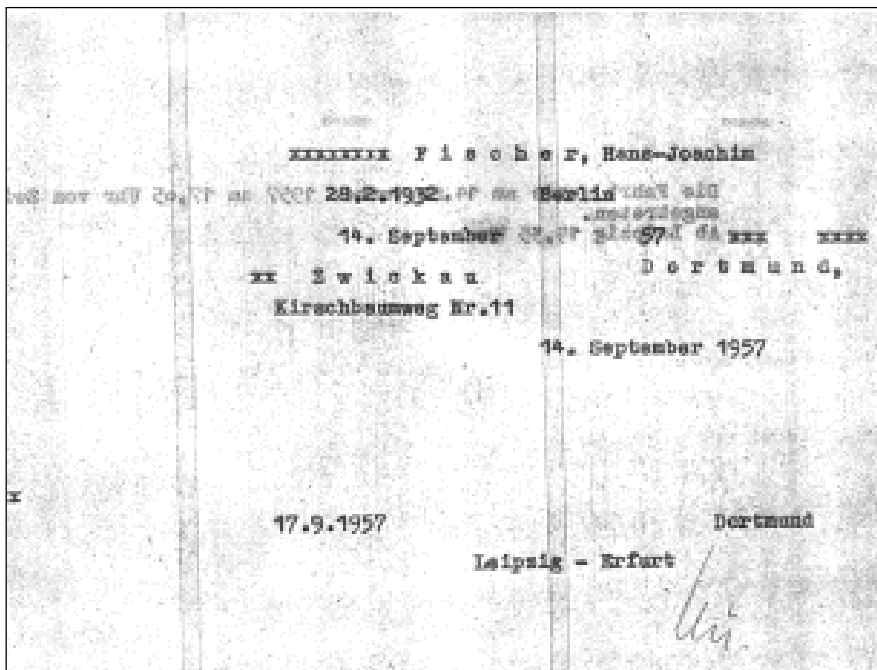 xxxxxxxx F i s c h e r, Hans-Joachim
28.2.1932 Berlin
14. September 57 xxx xxxx
xx Z w i c k a u D o r t m u n d,
Kirschbaumweg Nr.11
14. September 1957
x
17.9.1957 Dortmund
Leipzig - Erfurt